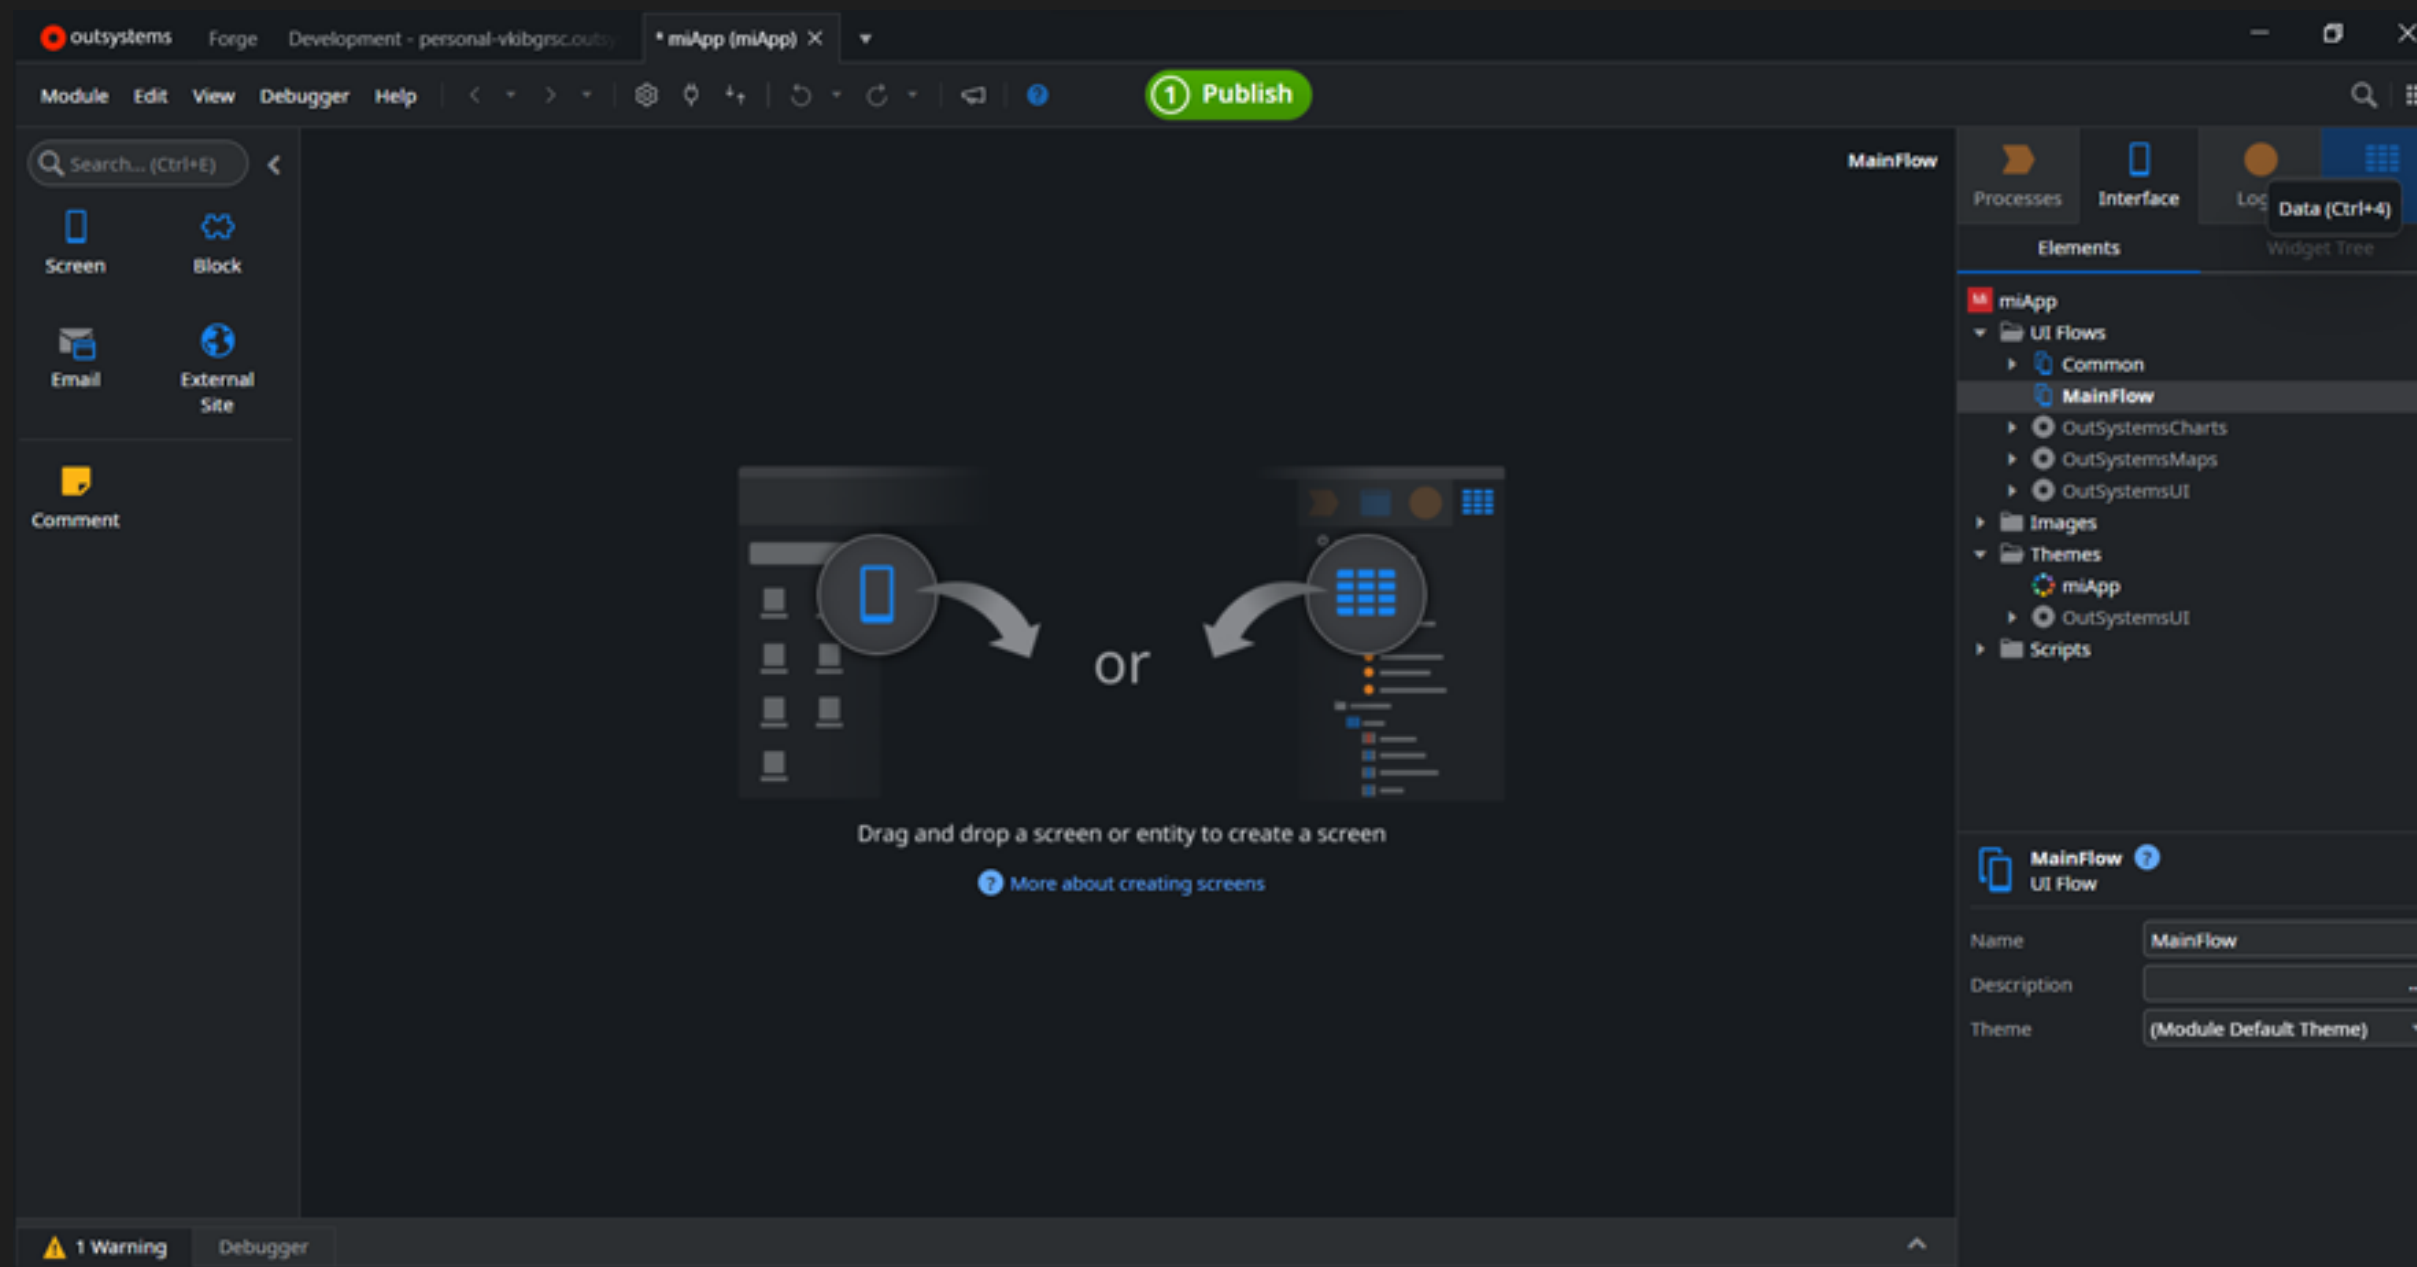 outsystems Forge Development - personal-vkibgrsc.outsy * miApp (miApp)
Module Edit View Debugger Help 1 Publish
Search... (Ctrl+E)
Screen Block
Email External Site
Comment
MainFlow
or
Drag and drop a screen or entity to create a screen
? More about creating screens
Processes Interface Log
Data (Ctrl+4)
Elements Widget Tree
Mi miApp
UI Flows
Common
MainFlow
OutSystemsCharts
OutSystemsMaps
OutSystemsUI
Images
Themes
miApp
OutSystemsUI
Scripts
MainFlow ?
UI Flow
Name MainFlow
Description ...
Theme (Module Default Theme)
1 Warning Debugger